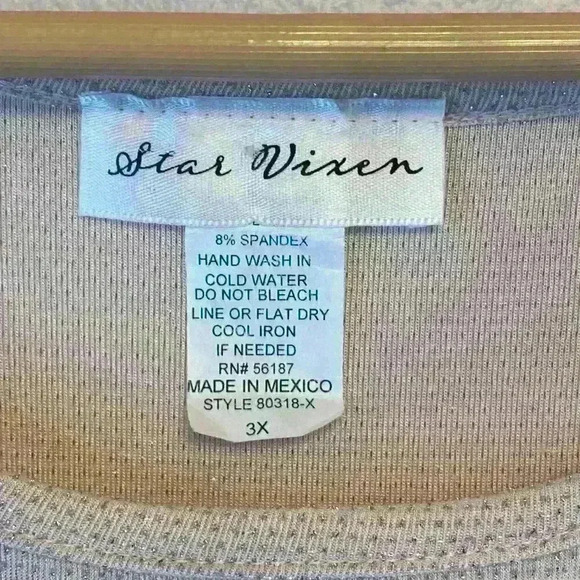 Star Vixen
8% SPANDEX
HAND WASH IN
COLD WATER
DO NOT BLEACH
LINE OR FLAT DRY
COOL IRON
IF NEEDED
RN# 56187
MADE IN MEXICO
STYLE 80318-X
3X